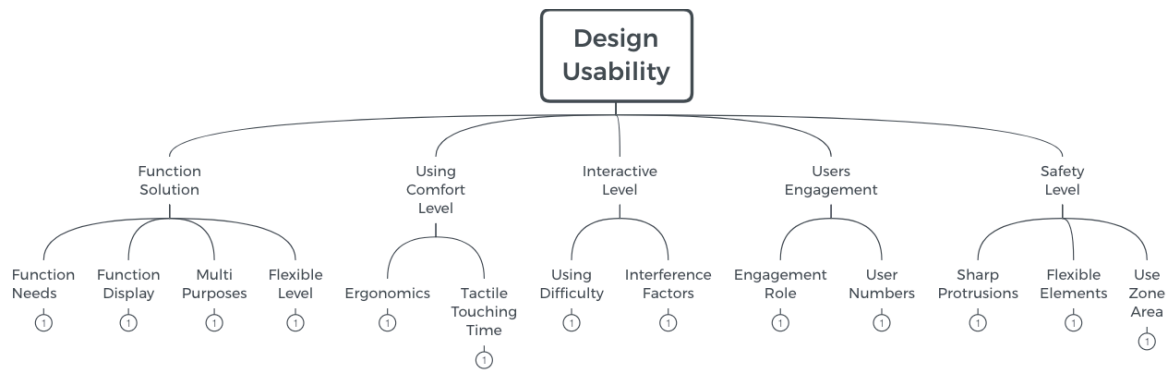 Design
Usability
Function
Solution
Using
Comfort
Level
Interactive
Level
Users
Engagement
Safety
Level
Function
Needs
Function
Display
Multi
Purposes
Flexible
Level
Ergonomics
Tactile
Touching
Time
Using
Difficulty
Interference
Factors
Engagement
Role
User
Numbers
Sharp
Protrusions
Flexible
Elements
Use
Zone
Area
1
1
1
1
1
1
1
1
1
1
1
1
1